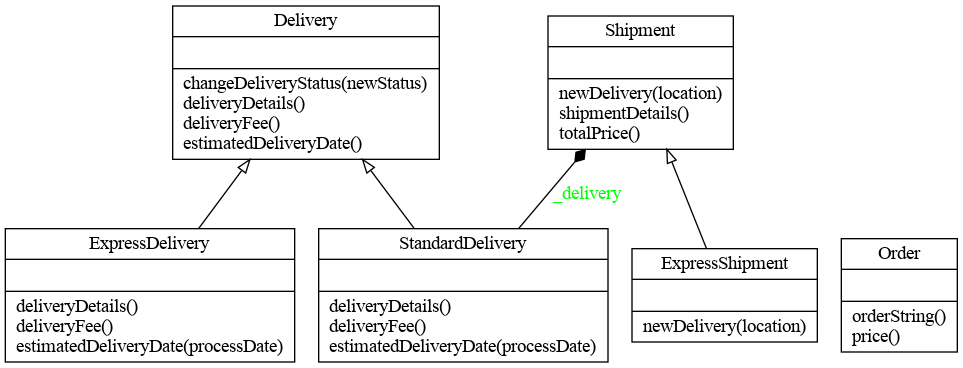 Delivery
changeDeliveryStatus(newStatus)
deliveryDetails()
deliveryFee()
estimatedDeliveryDate()
Shipment
newDelivery(location)
shipmentDetails()
totalPrice()
_delivery
ExpressDelivery
deliveryDetails()
deliveryFee()
estimatedDeliveryDate(processDate)
StandardDelivery
deliveryDetails()
deliveryFee()
estimatedDeliveryDate(processDate)
ExpressShipment
newDelivery(location)
Order
orderString()
price()